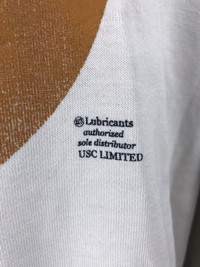 Lubricants
authorised
sole distributor
USC LIMITED